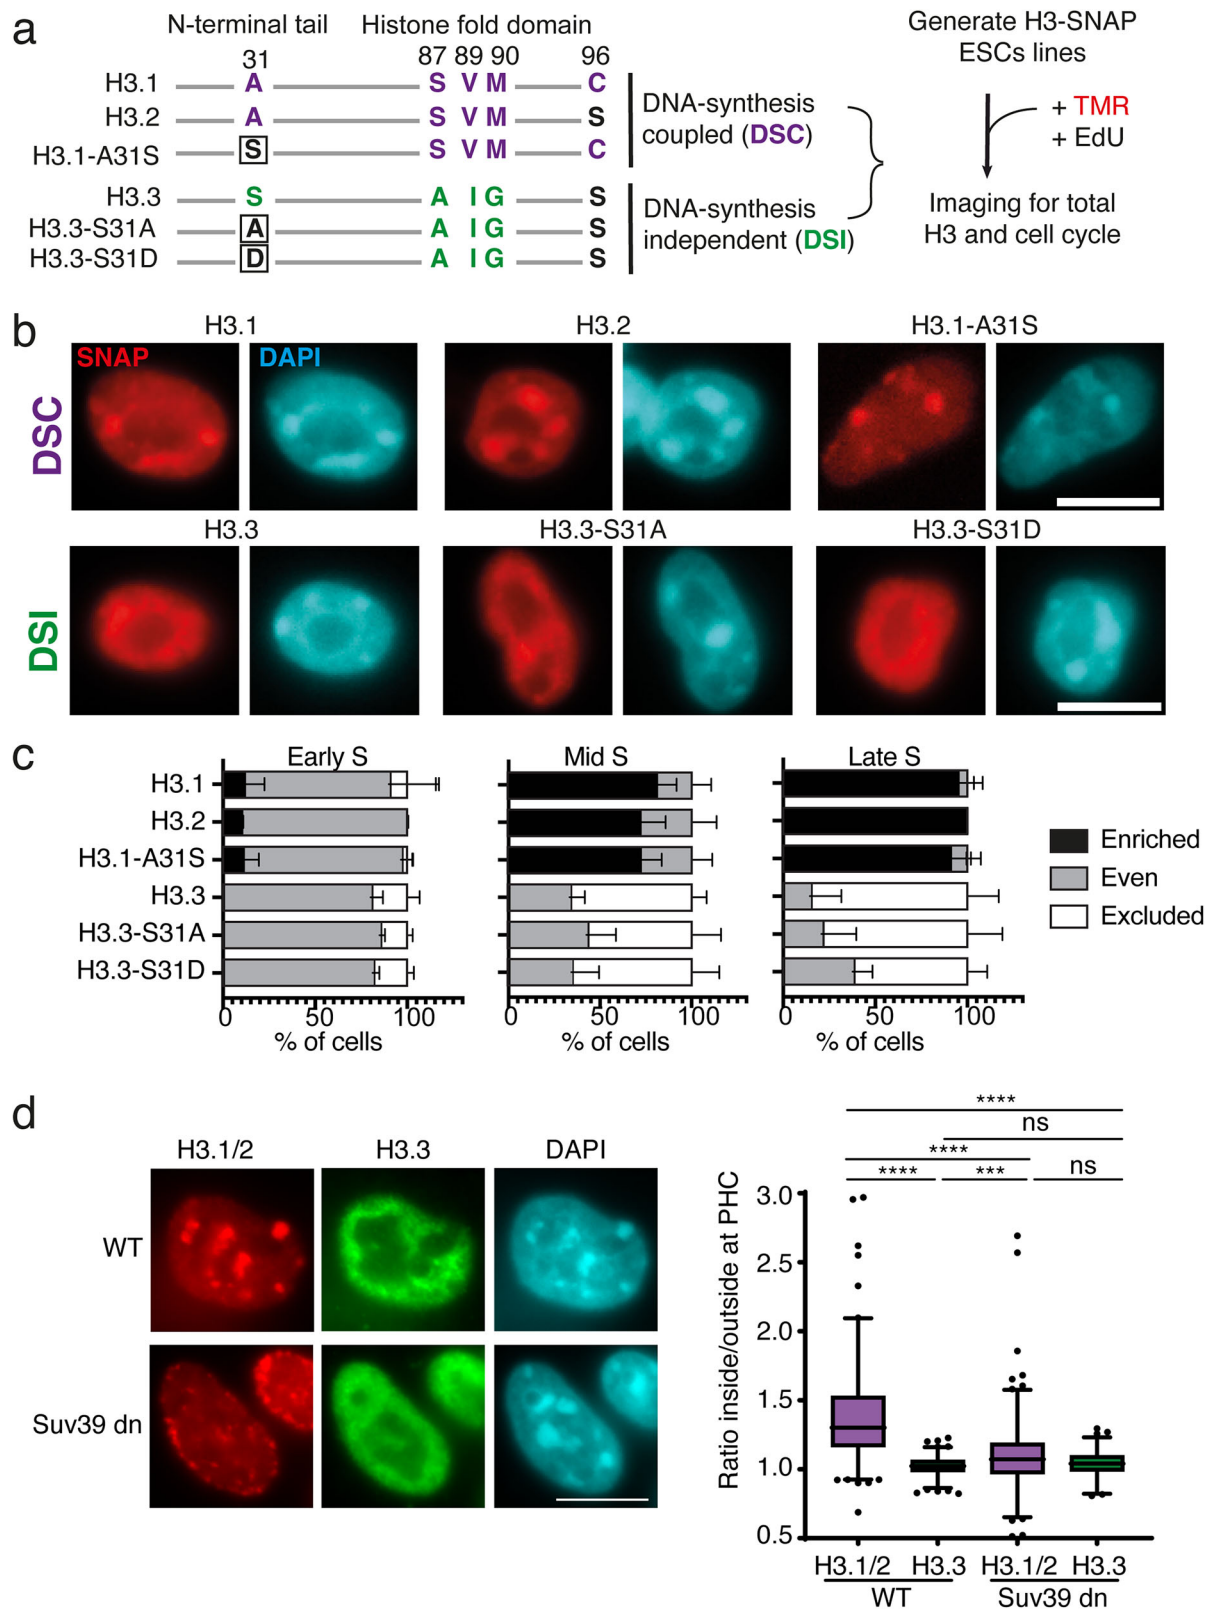 a
N-terminal tail Histone fold domain
31 87 89 90 96
H3.1 A S V M C
H3.2 A S V M S
H3.1-A31S S S V M C
H3.3 S A I G S
H3.3-S31A A A I G S
H3.3-S31D D A I G S
DNA-synthesis
coupled (DSC)
DNA-synthesis
independent (DSI)
Generate H3-SNAP
ESCs lines
+ TMR
+ EdU
Imaging for total
H3 and cell cycle
b
H3.1 H3.2 H3.1-A31S
SNAP DAPI
DSC
H3.3 H3.3-S31A H3.3-S31D
DSI
c
Early S Mid S Late S
H3.1
H3.2
H3.1-A31S
H3.3
H3.3-S31A
H3.3-S31D
0 50 100 0 50 100 0 50 100
% of cells % of cells % of cells
Enriched
Even
Excluded
d
H3.1/2 H3.3 DAPI
WT
Suv39 dn
****
ns
****
**** *** ns
Ratio inside/outside at PHC
3.0
2.5
2.0
1.5
1.0
0.5
H3.1/2 H3.3 H3.1/2 H3.3
WT Suv39 dn